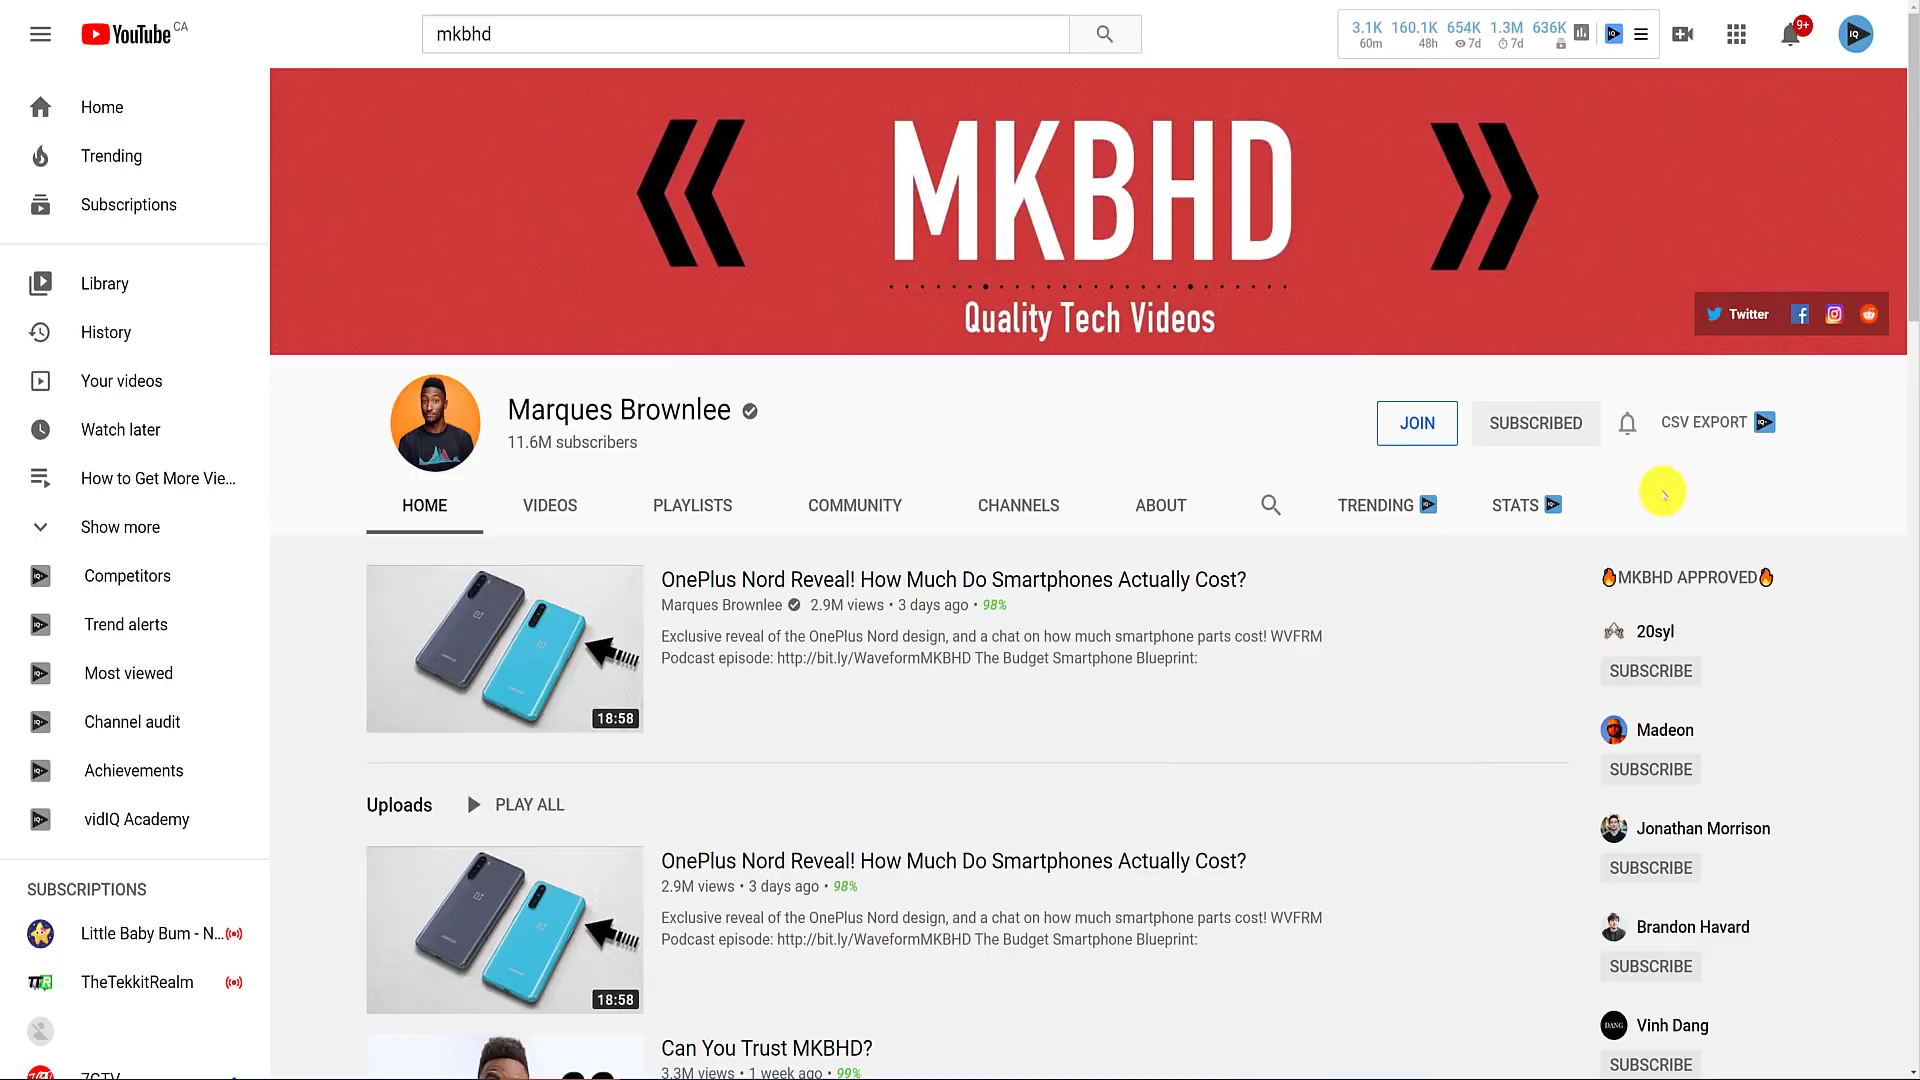 YouTube CA
mkbhd
3.1K 160.1K 654K 1.3M 636K
60m 48h 7d 7d
9+
Home
Trending
Subscriptions
Library
History
Your videos
Watch later
How to Get More Vie...
Show more
Competitors
Trend alerts
Most viewed
Channel audit
Achievements
vidIQ Academy
SUBSCRIPTIONS
Little Baby Bum - N...
TheTekkitRealm
MKBHD
Quality Tech Videos
Twitter
Marques Brownlee
11.6M subscribers
JOIN
SUBSCRIBED
CSV EXPORT
HOME VIDEOS PLAYLISTS COMMUNITY CHANNELS ABOUT TRENDING STATS
OnePlus Nord Reveal! How Much Do Smartphones Actually Cost?
Marques Brownlee 2.9M views • 3 days ago • 98%
Exclusive reveal of the OnePlus Nord design, and a chat on how much smartphone parts cost! WVFRM
Podcast episode: http://bit.ly/WaveformMKBHD The Budget Smartphone Blueprint:
18:58
Uploads PLAY ALL
OnePlus Nord Reveal! How Much Do Smartphones Actually Cost?
2.9M views • 3 days ago • 98%
Exclusive reveal of the OnePlus Nord design, and a chat on how much smartphone parts cost! WVFRM
Podcast episode: http://bit.ly/WaveformMKBHD The Budget Smartphone Blueprint:
18:58
Can You Trust MKBHD?
3.3M views • 1 week ago • 99%
🔥MKBHD APPROVED🔥
20syl
SUBSCRIBE
Madeon
SUBSCRIBE
Jonathan Morrison
SUBSCRIBE
Brandon Havard
SUBSCRIBE
DANG
Vinh Dang
SUBSCRIBE